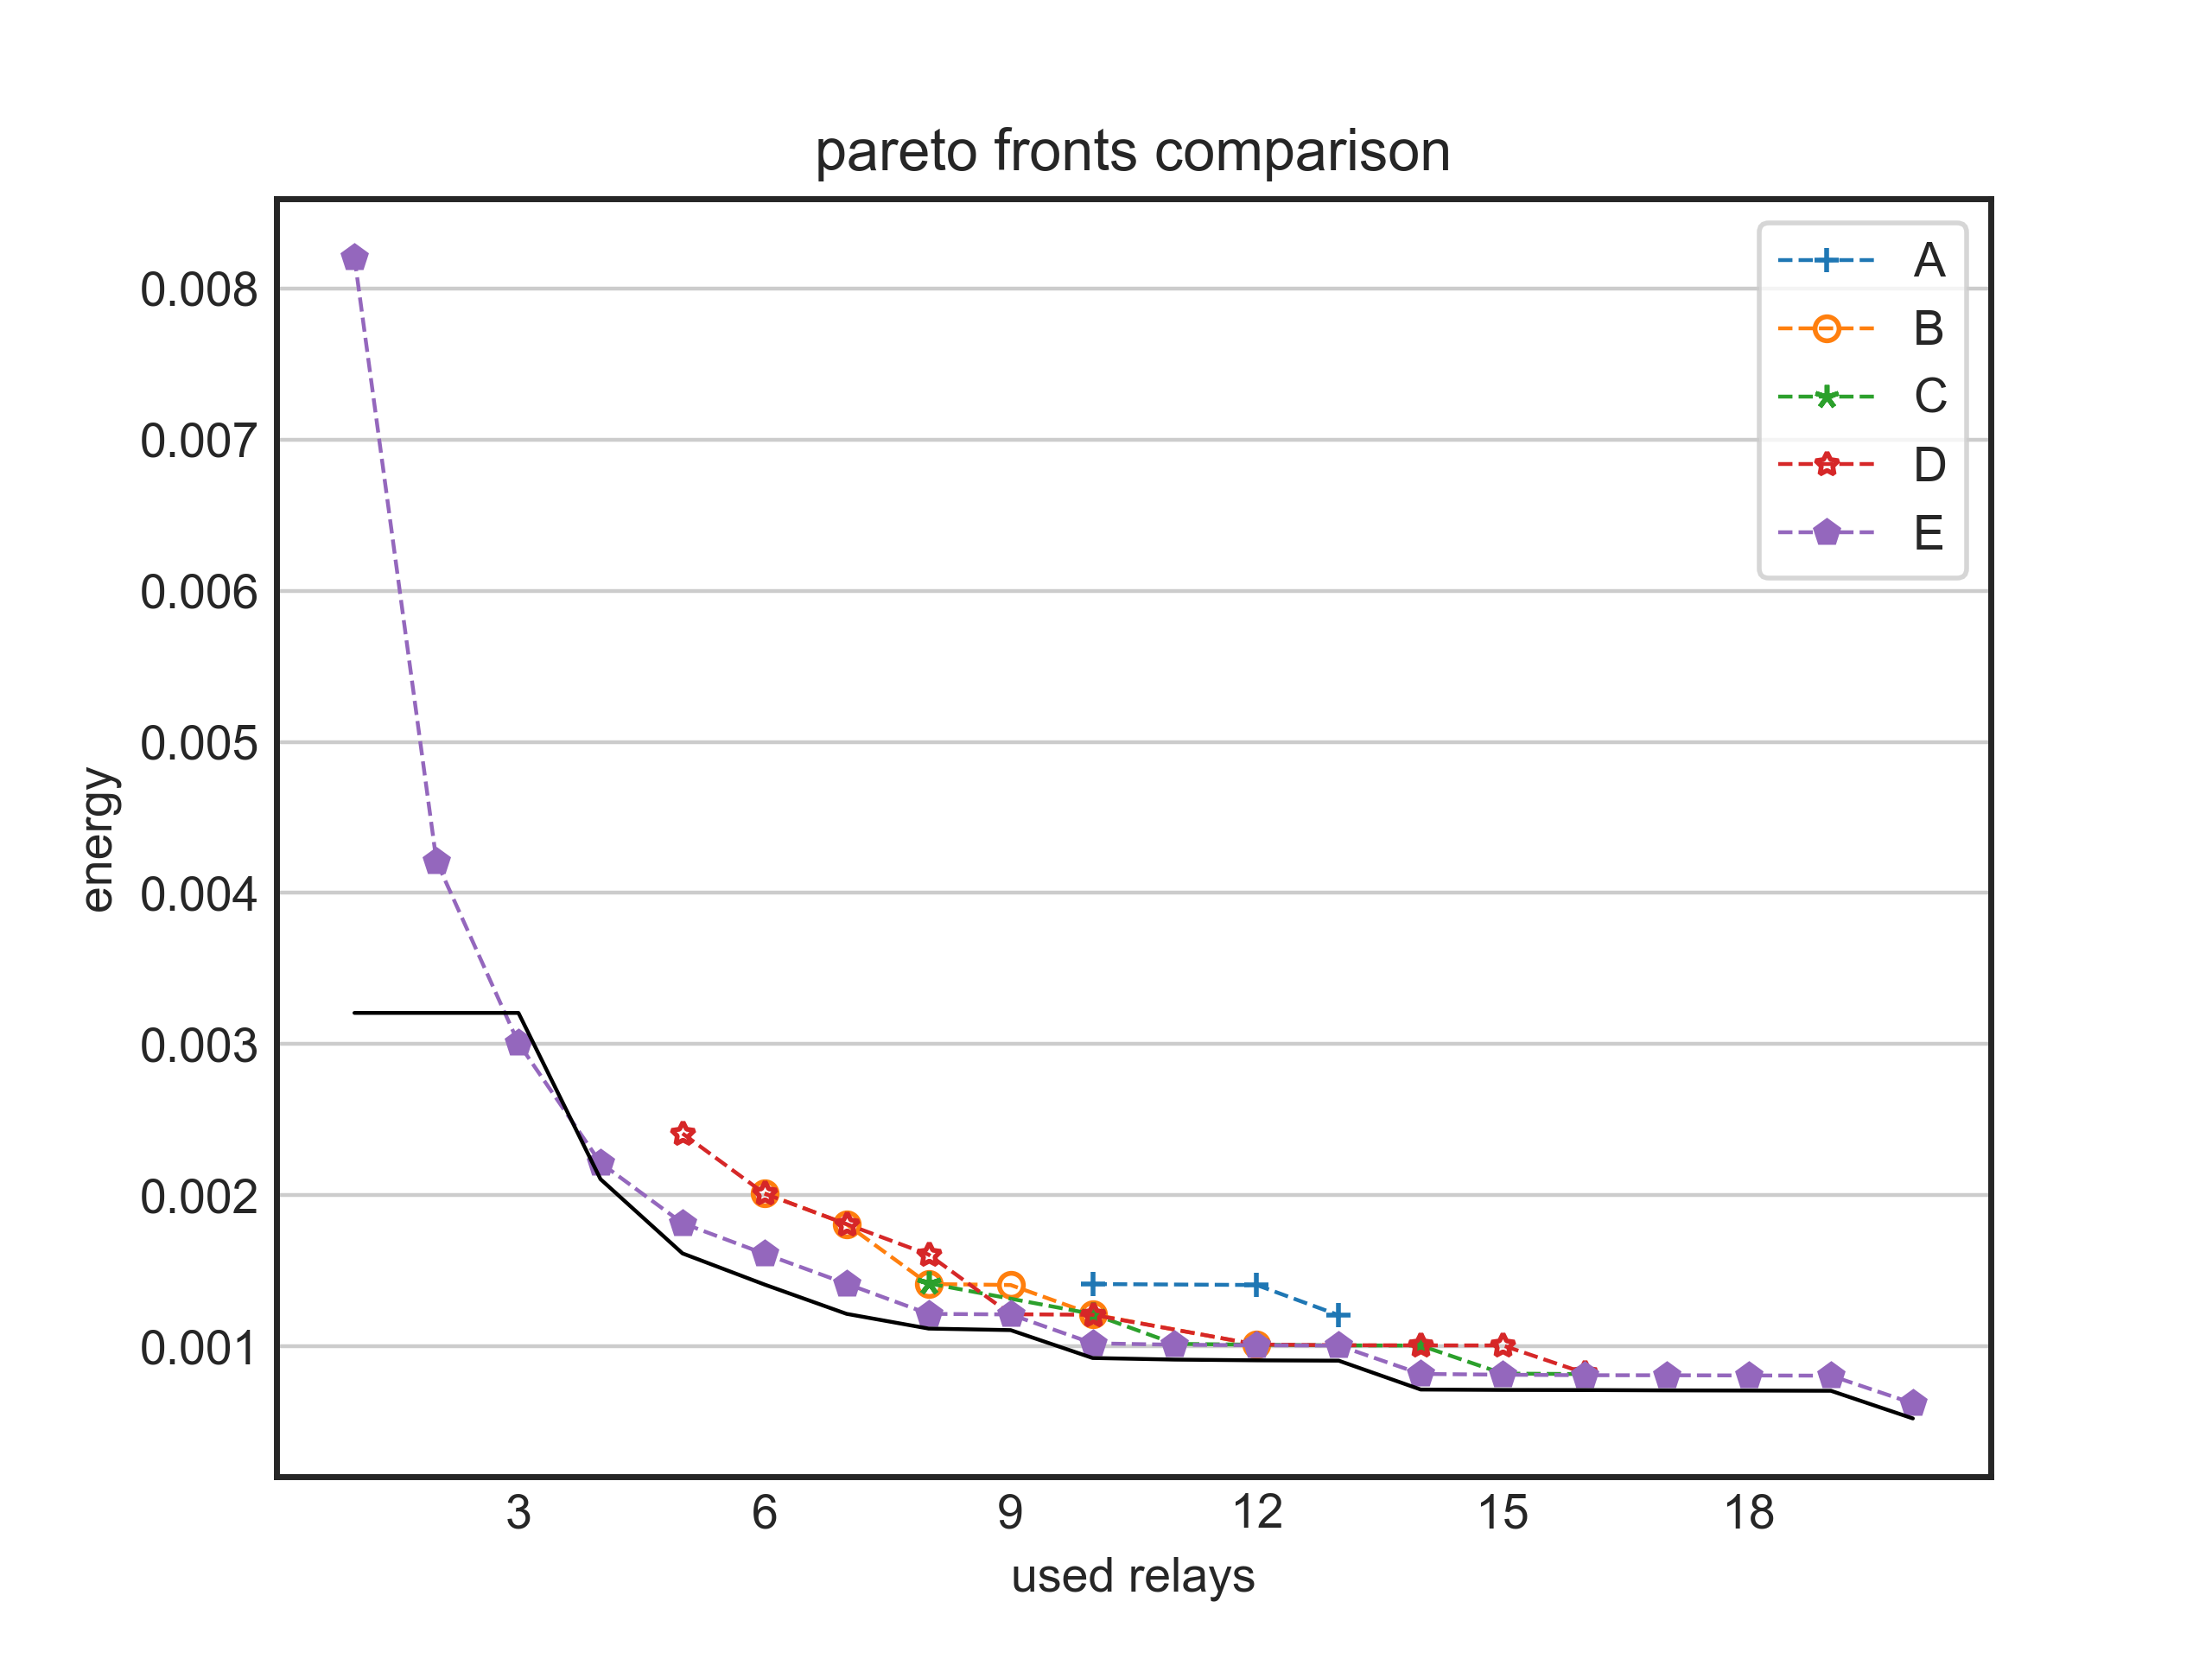 pareto fronts comparison
0.008
0.007
0.006
0.005
0.004
0.003
0.002
0.001
energy
A
B
C
D
E
3 6 9 12 15 18
used relays